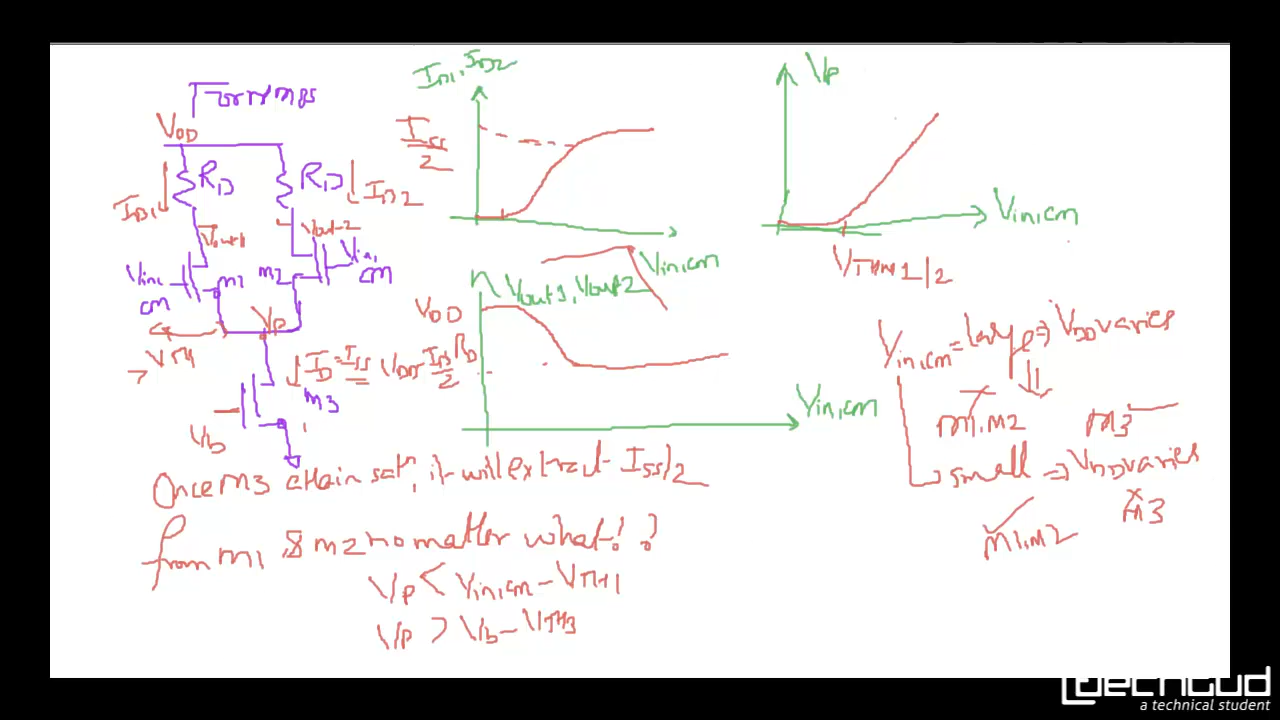 VDD
RD
RD
ID1
ID2
Vout1
Vout2
Vin,
CM
Vin,
CM
M1
M2
VP
VTH
ID = ISS
M3
Vb
ID1, ID2
ISS
2
Vin,CM
VP
Vin,CM
VTHM1/2
Vout1, Vout2
VDD
VDD - ISS RD
2
Vin,CM
Vin,CM = large ⇒ VDD varies
M1,M2
M3
small ⇒ VDD varies
M1,M2
M3
Once M3 attain satn, it will extract ISS/2
from M1 & M2 no matter what!!
VP < Vin,CM - VTH1
VP > Vb - VTH3
a technical student